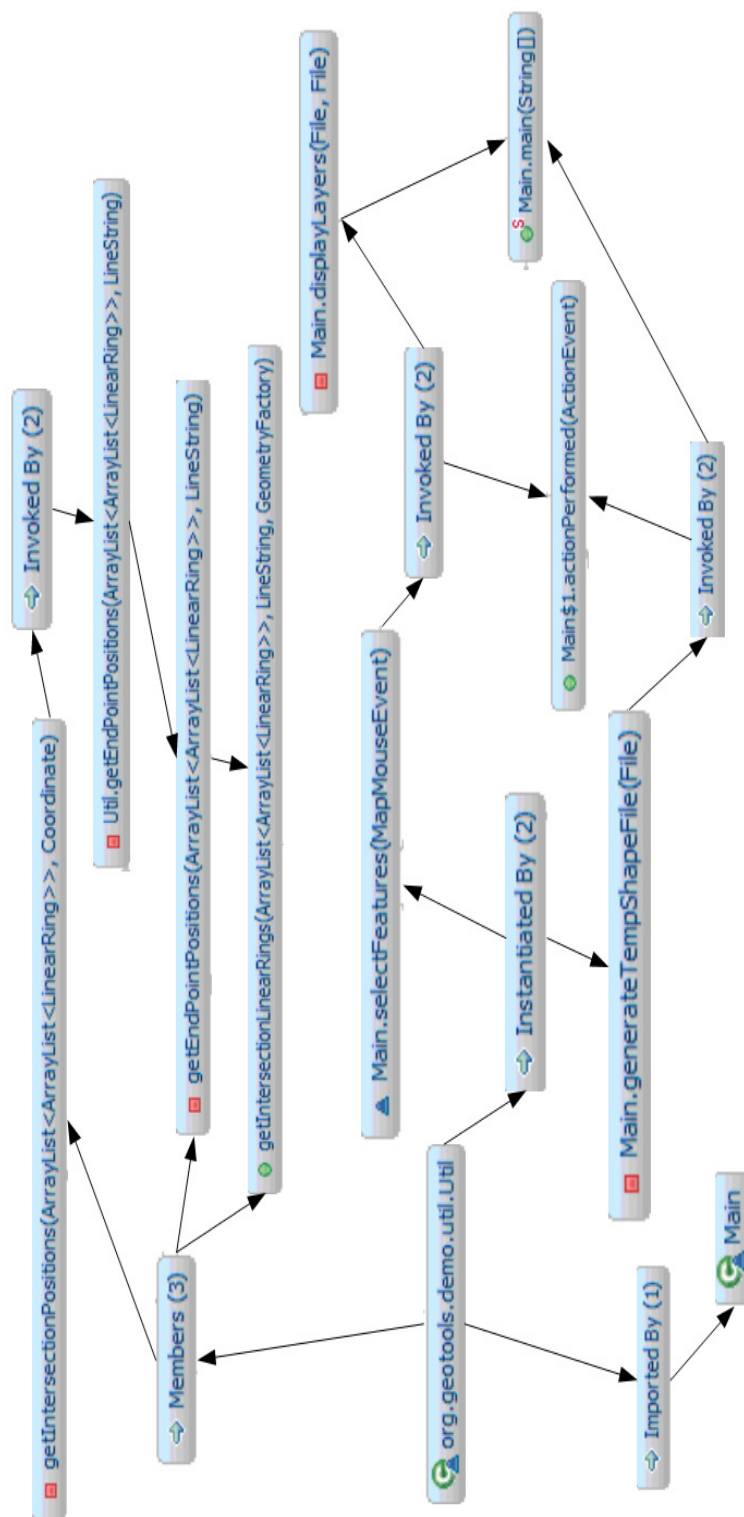 getIntersectionPositions(ArrayList<ArrayList<LinearRing>>, Coordinate)
Invoked By (2)
Util.getEndPointPositions(ArrayList<ArrayList<LinearRing>>, LineString)
Members (3)
getEndPointPositions(ArrayList<ArrayList<LinearRing>>, LineString)
getIntersectionLinearRings(ArrayList<ArrayList<LinearRing>>, LineString, GeometryFactory)
Main.displayLayers(File, File)
Main.selectFeatures(MapMouseEvent)
Invoked By (2)
org.geotools.demo.util.Util
Instantiated By (2)
S
Main.main(String[])
Main$1.actionPerformed(ActionEvent)
Main.generateTempShapeFile(File)
Imported By (1)
Invoked By (2)
Main